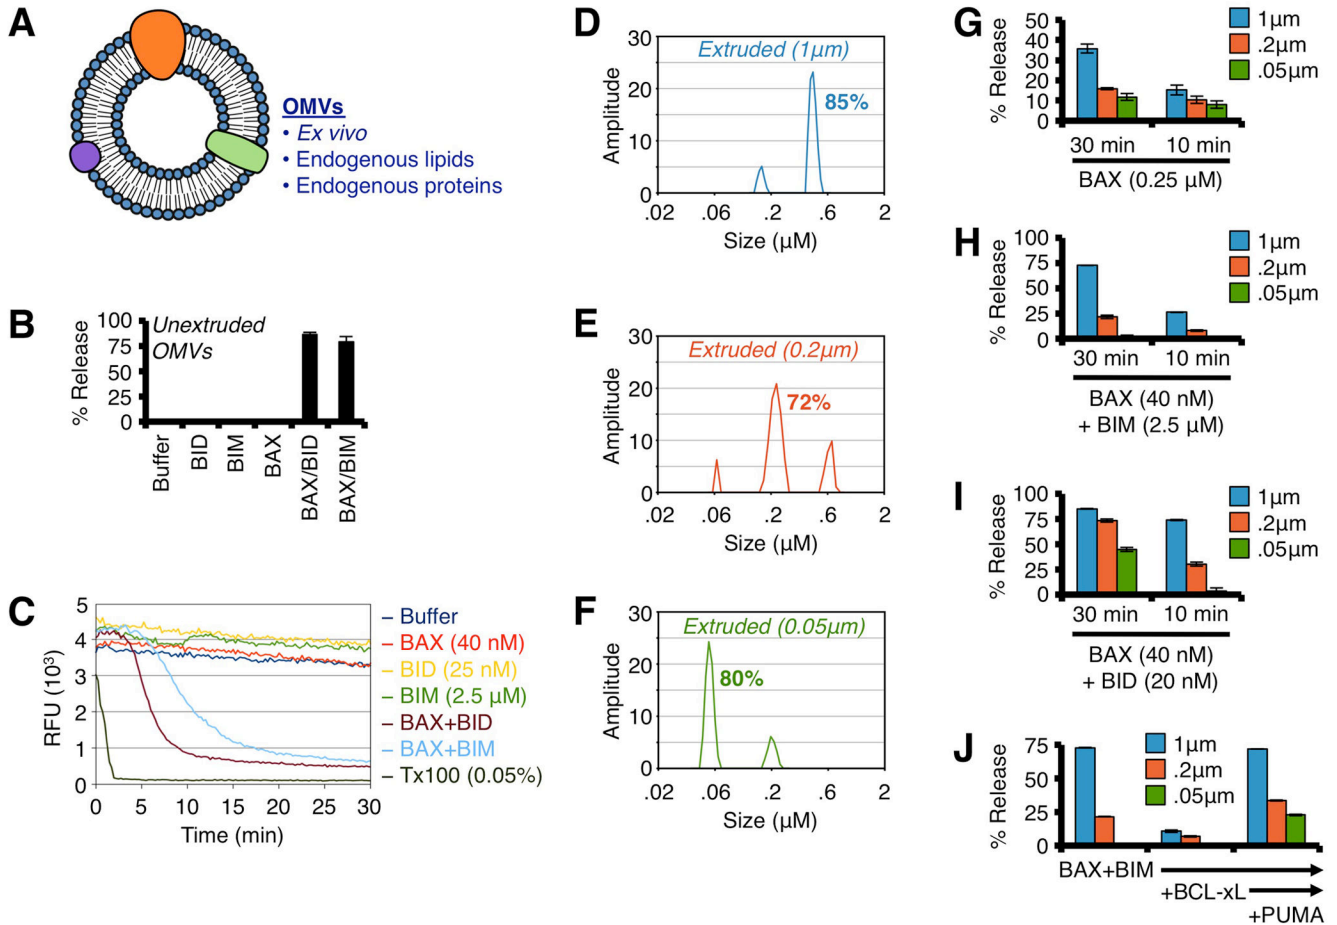 A
OMVs
• Ex vivo
• Endogenous lipids
• Endogenous proteins
B
% Release
100
75
50
25
0
Unextruded
OMVs
Buffer
BID
BIM
BAX
BAX/BID
BAX/BIM
C
RFU (10³)
5
4
3
2
1
0
0 5 10 15 20 25 30
Time (min)
– Buffer
– BAX (40 nM)
– BID (25 nM)
– BIM (2.5 µM)
– BAX+BID
– BAX+BIM
– Tx100 (0.05%)
D
Amplitude
30
20
10
0
Extruded (1µm)
85%
.02 .06 .2 .6 2
Size (µM)
E
Amplitude
30
20
10
0
Extruded (0.2µm)
72%
.02 .06 .2 .6 2
Size (µM)
F
Amplitude
30
20
10
0
Extruded (0.05µm)
80%
.02 .06 .2 .6 2
Size (µM)
G
% Release
50
40
30
20
10
0
1µm
.2µm
.05µm
30 min 10 min
BAX (0.25 µM)
H
% Release
100
75
50
25
0
1µm
.2µm
.05µm
30 min 10 min
BAX (40 nM)
+ BIM (2.5 µM)
I
% Release
100
75
50
25
0
1µm
.2µm
.05µm
30 min 10 min
BAX (40 nM)
+ BID (20 nM)
J
% Release
75
50
25
0
1µm
.2µm
.05µm
BAX+BIM
+BCL-xL
+PUMA